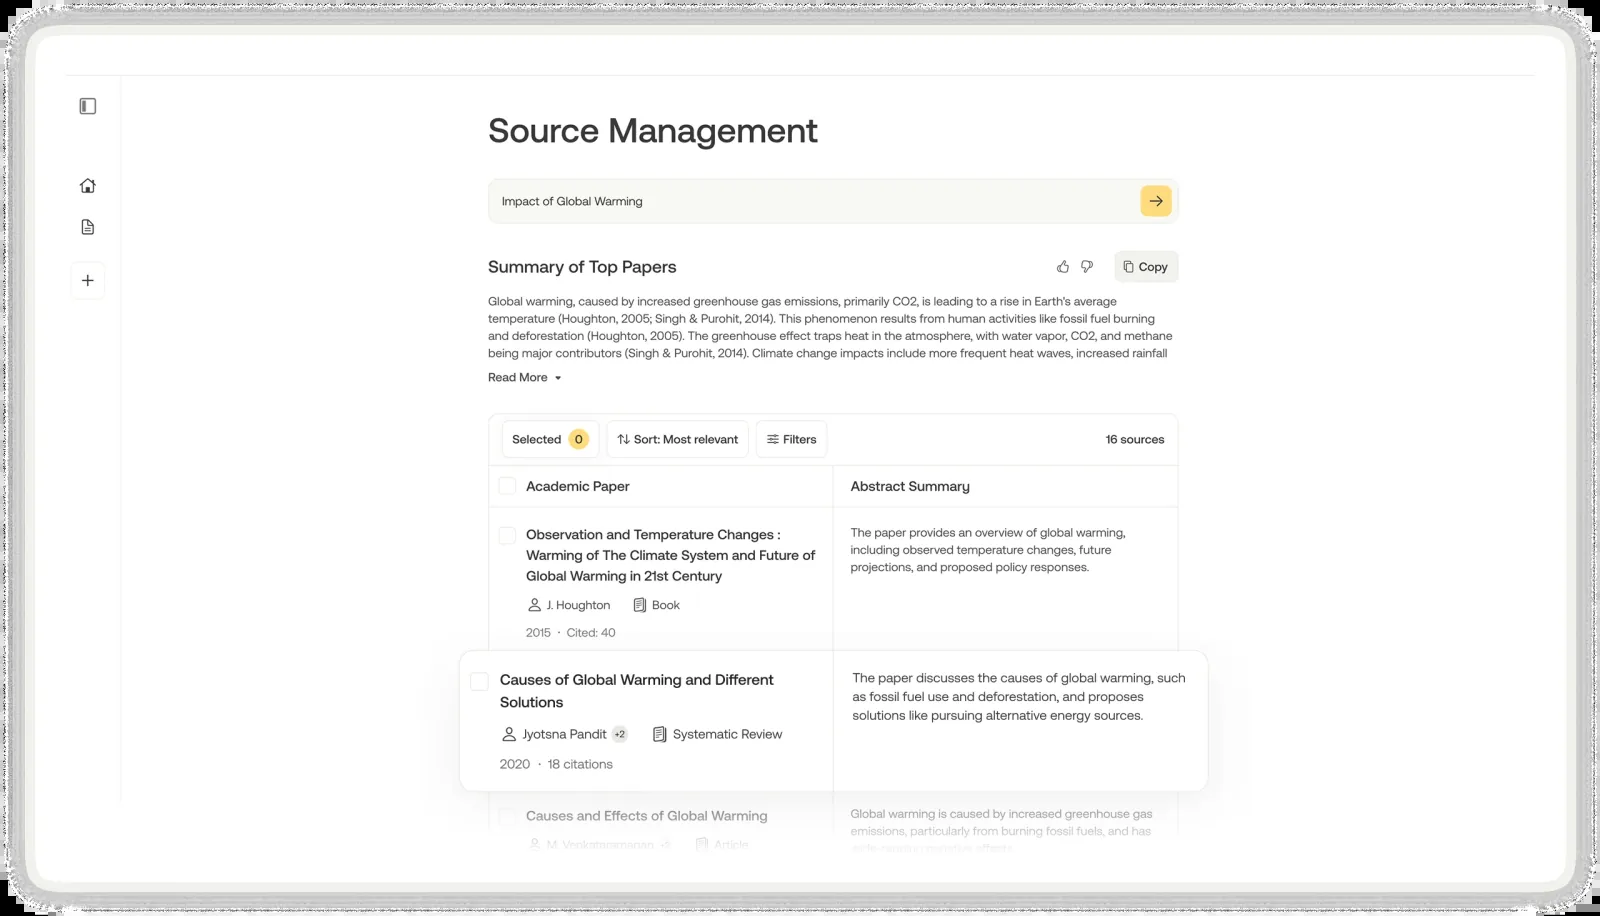 Source Management
Impact of Global Warming
Summary of Top Papers
Copy
Global warming, caused by increased greenhouse gas emissions, primarily CO2, is leading to a rise in Earth's average
temperature (Houghton, 2005; Singh & Purohit, 2014). This phenomenon results from human activities like fossil fuel burning
and deforestation (Houghton, 2005). The greenhouse effect traps heat in the atmosphere, with water vapor, CO2, and methane
being major contributors (Singh & Purohit, 2014). Climate change impacts include more frequent heat waves, increased rainfall
Read More
Selected 0 Sort: Most relevant Filters 16 sources
Academic Paper
Abstract Summary
Observation and Temperature Changes :
Warming of The Climate System and Future of
Global Warming in 21st Century
J. Houghton Book
2015 · Cited: 40
The paper provides an overview of global warming,
including observed temperature changes, future
projections, and proposed policy responses.
Causes of Global Warming and Different
Solutions
Jyotsna Pandit +2 Systematic Review
2020 · 18 citations
The paper discusses the causes of global warming, such
as fossil fuel use and deforestation, and proposes
solutions like pursuing alternative energy sources.
Causes and Effects of Global Warming
M. Venkataramanan Article
Global warming is caused by increased greenhouse gas
emissions, particularly from burning fossil fuels, and has